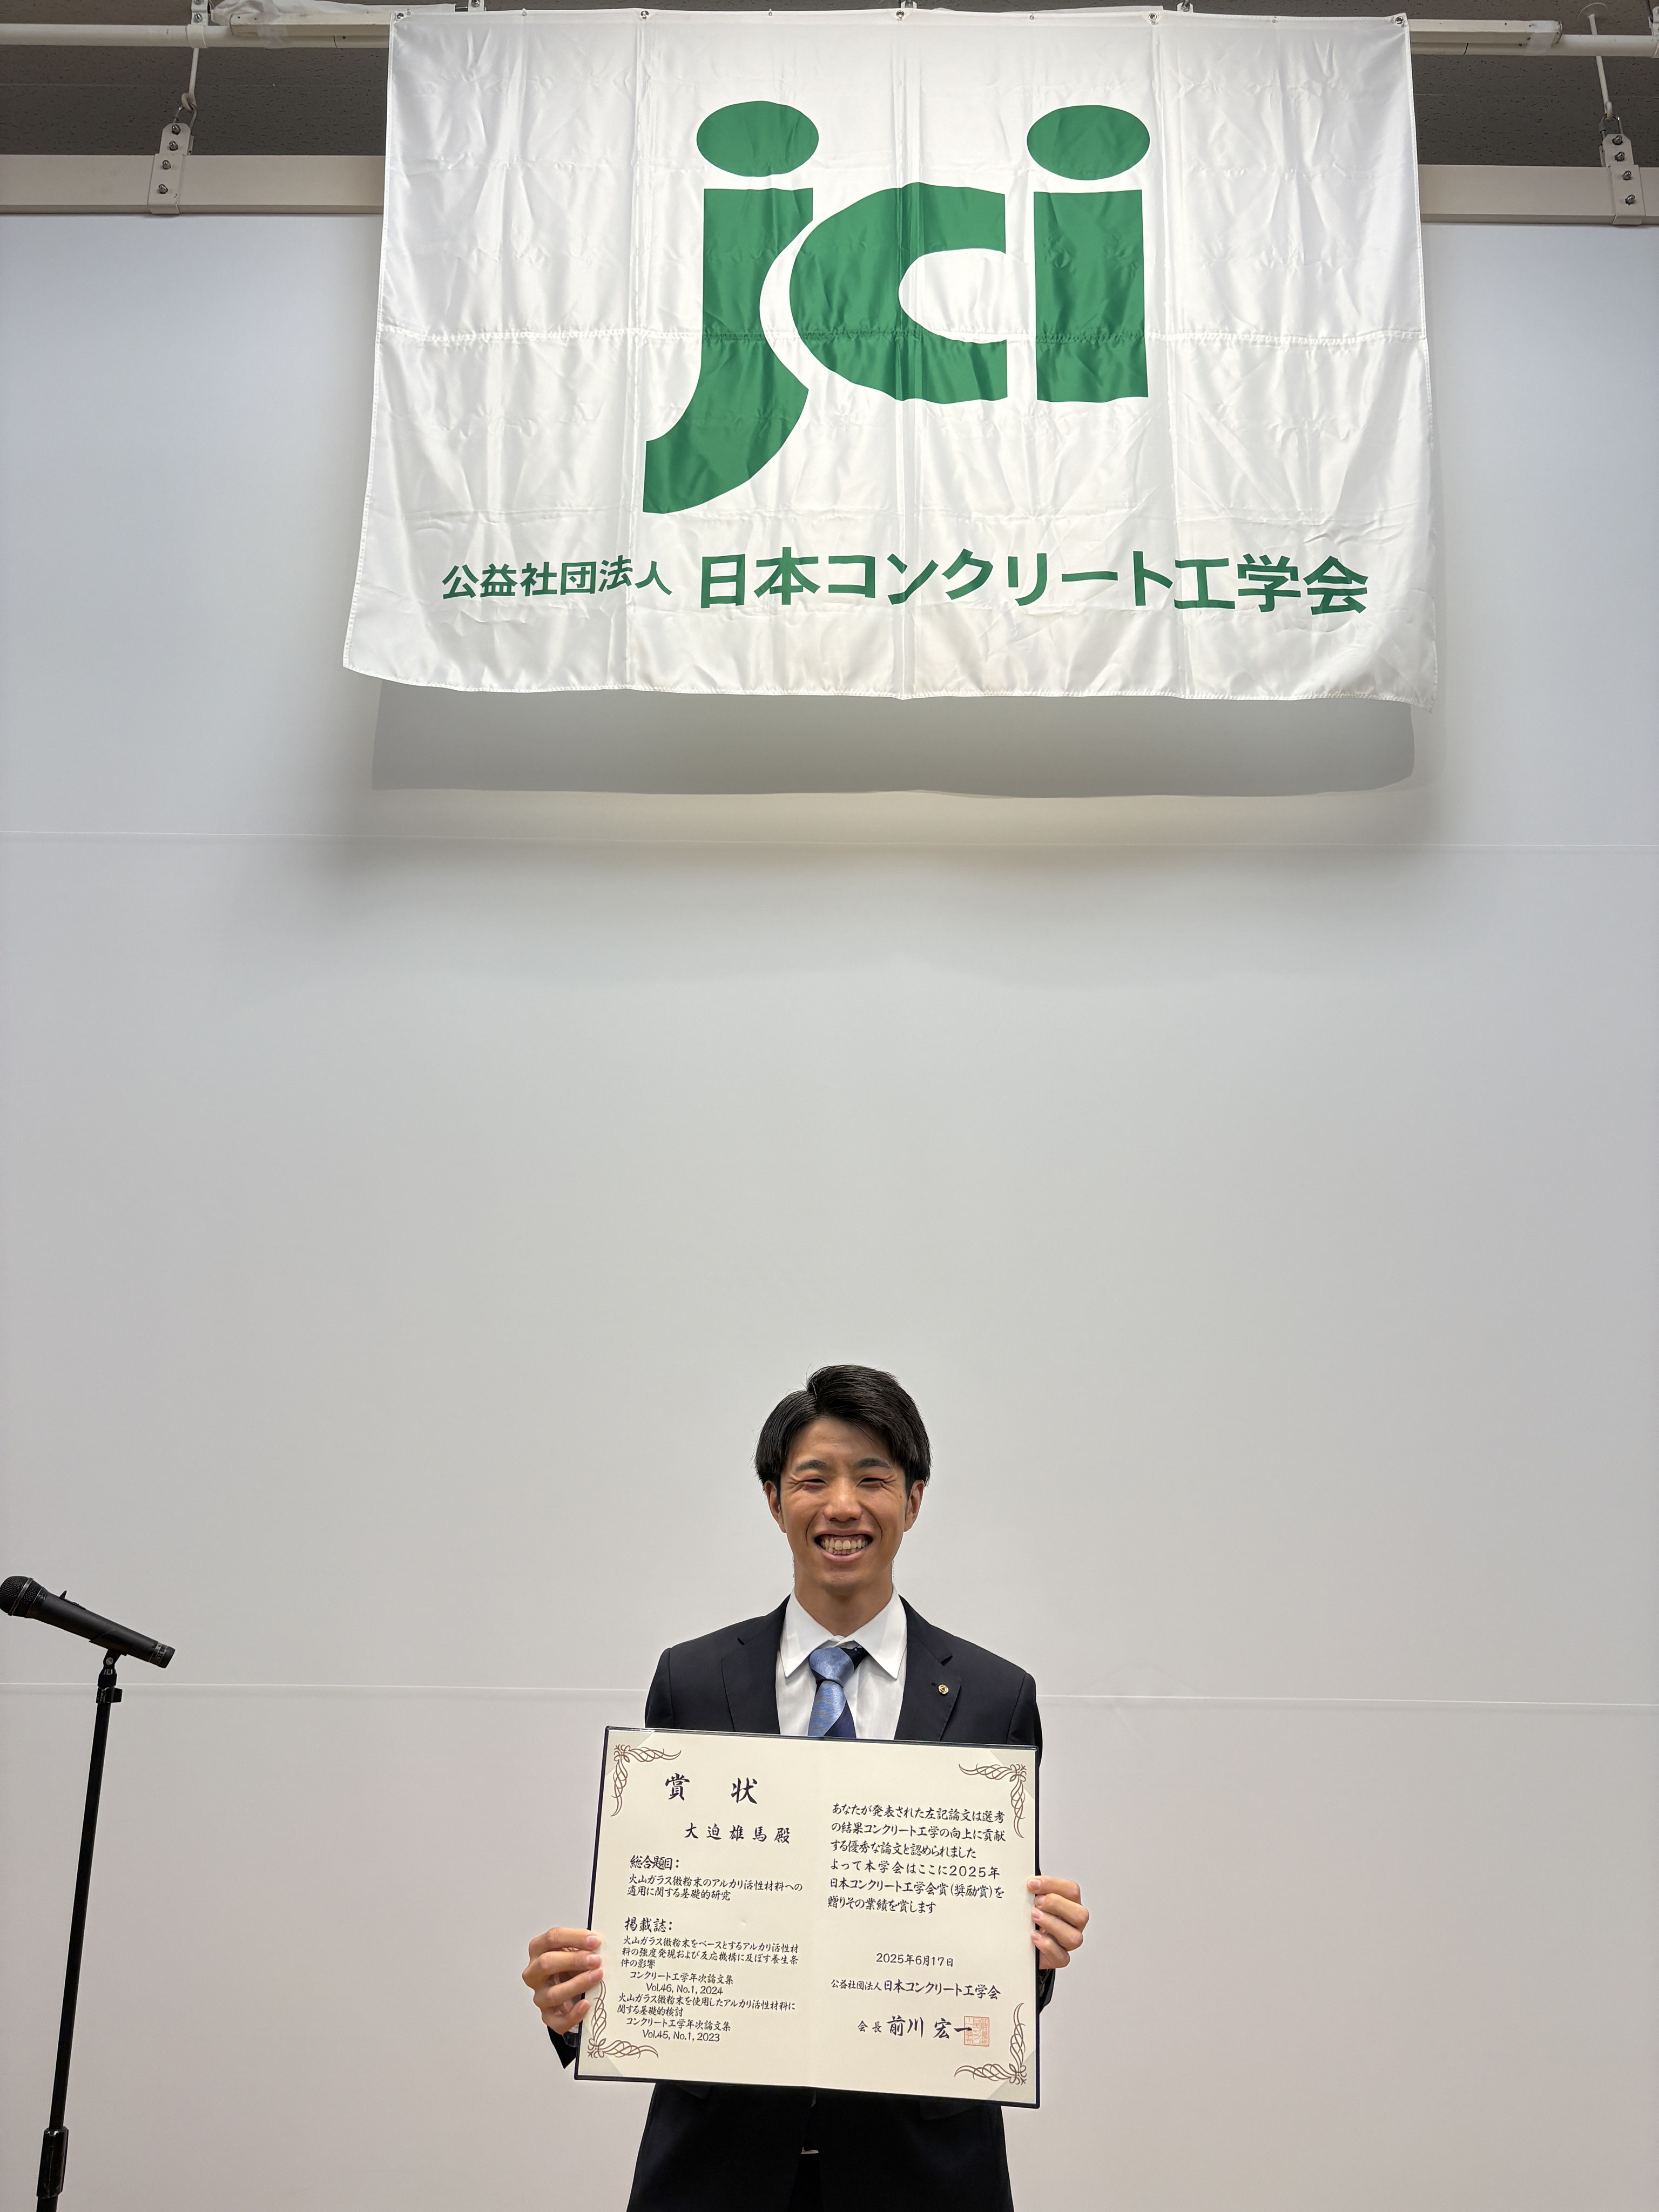 jci
公益社団法人 日本コンクリート工学会
賞 状
大迫雄馬殿
総合題目：
火山ガラス微粉末のアルカリ活性材料への
適用に関する基礎的研究
掲載誌：
火山ガラス微粉末をベースとするアルカリ活性材
料の強度発現および反応機構に及ぼす養生条
件の影響
コンクリート工学年次論文集
Vol.46, No.1, 2024
火山ガラス微粉末を使用したアルカリ活性材料に
関する基礎的検討
コンクリート工学年次論文集
Vol.45, No.1, 2023
あなたが発表された左記論文は選考
の結果コンクリート工学の向上に貢献
する優秀な論文と認められました
よって本学会はここに2025年
日本コンクリート工学会賞(奨励賞)を
贈りその業績を賞します
2025年6月17日
公益社団法人日本コンクリート工学会
会長 前川 宏一